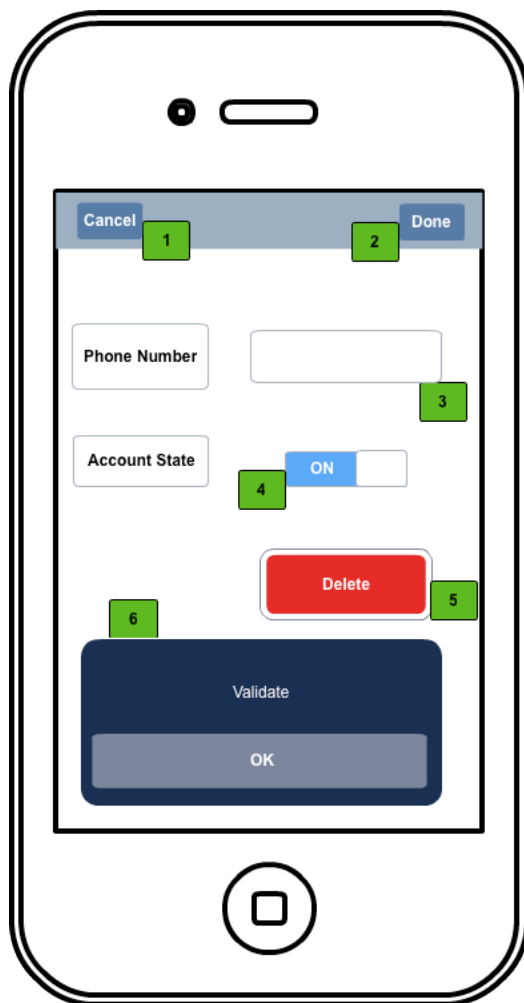 Cancel
1
2
Done
Phone Number
3
Account State
4
ON
Delete
5
6
Validate
OK